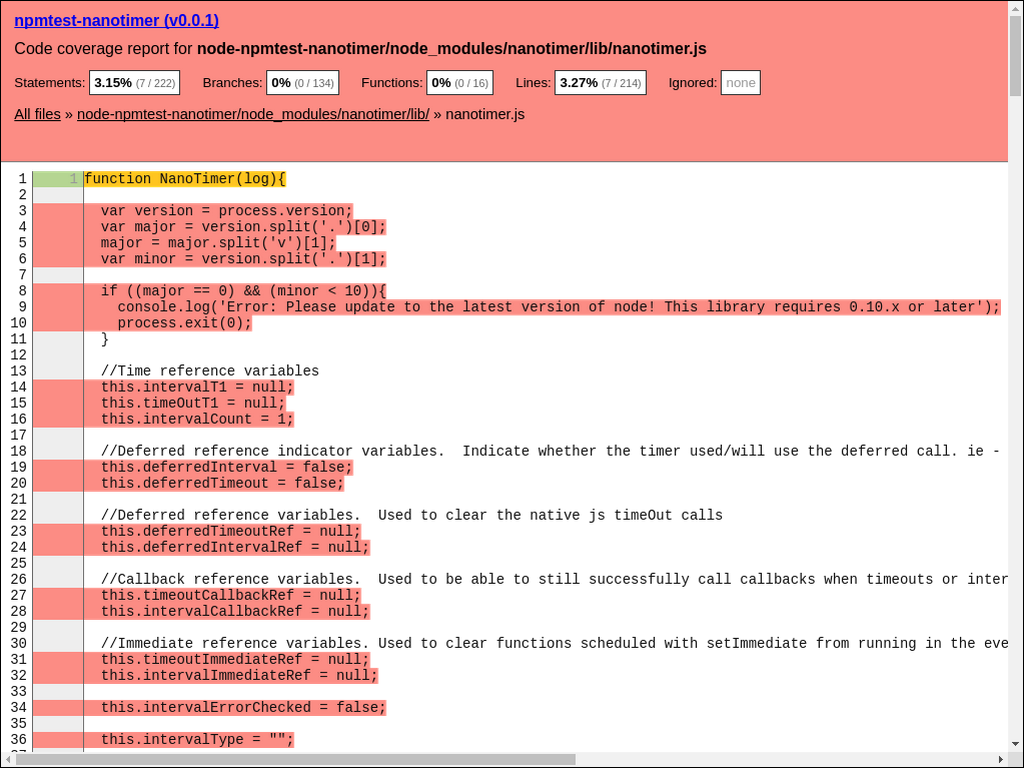 npmtest-nanotimer (v0.0.1)
Code coverage report for node-npmtest-nanotimer/node_modules/nanotimer/lib/nanotimer.js
Statements: 3.15% (7 / 222) Branches: 0% (0 / 134) Functions: 0% (0 / 16) Lines: 3.27% (7 / 214) Ignored: none
All files » node-npmtest-nanotimer/node_modules/nanotimer/lib/ » nanotimer.js
1 1 function NanoTimer(log){
2
3 var version = process.version;
4 var major = version.split('.')[0];
5 major = major.split('v')[1];
6 var minor = version.split('.')[1];
7
8 if ((major == 0) && (minor < 10)){
9 console.log('Error: Please update to the latest version of node! This library requires 0.10.x or later');
10 process.exit(0);
11 }
12
13 //Time reference variables
14 this.intervalT1 = null;
15 this.timeOutT1 = null;
16 this.intervalCount = 1;
17
18 //Deferred reference indicator variables.  Indicate whether the timer used/will use the deferred call. ie -
19 this.deferredInterval = false;
20 this.deferredTimeout = false;
21
22 //Deferred reference variables.  Used to clear the native js timeOut calls
23 this.deferredTimeoutRef = null;
24 this.deferredIntervalRef = null;
25
26 //Callback reference variables.  Used to be able to still successfully call callbacks when timeouts or inter
27 this.timeoutCallbackRef = null;
28 this.intervalCallbackRef = null;
29
30 //Immediate reference variables. Used to clear functions scheduled with setImmediate from running in the eve
31 this.timeoutImmediateRef = null;
32 this.intervalImmediateRef = null;
33
34 this.intervalErrorChecked = false;
35
36 this.intervalType = "";